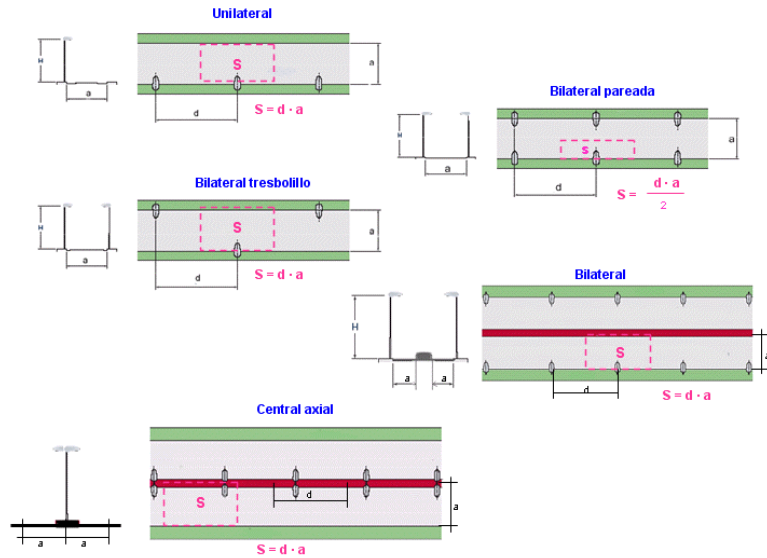 Unilateral
H
a
S
a
d
S = d · a
Bilateral pareada
H
a
s
a
d
S = d · a
2
Bilateral tresbolillo
H
a
S
a
d
S = d · a
Bilateral
H
a a
S
a
d
S = d · a
Central axial
a a
S
d
a
S = d · a